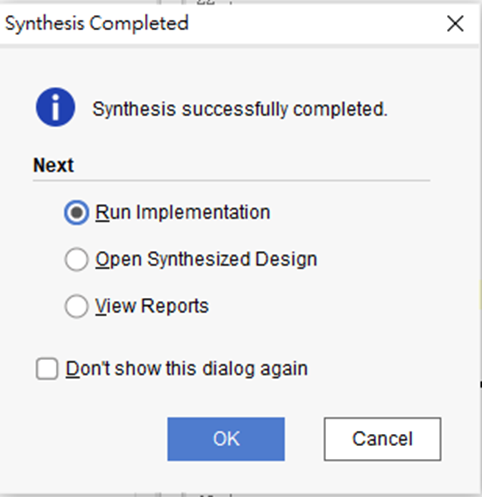 Synthesis Completed
Synthesis successfully completed.
Next
Run Implementation
Open Synthesized Design
View Reports
Don't show this dialog again
OK
Cancel